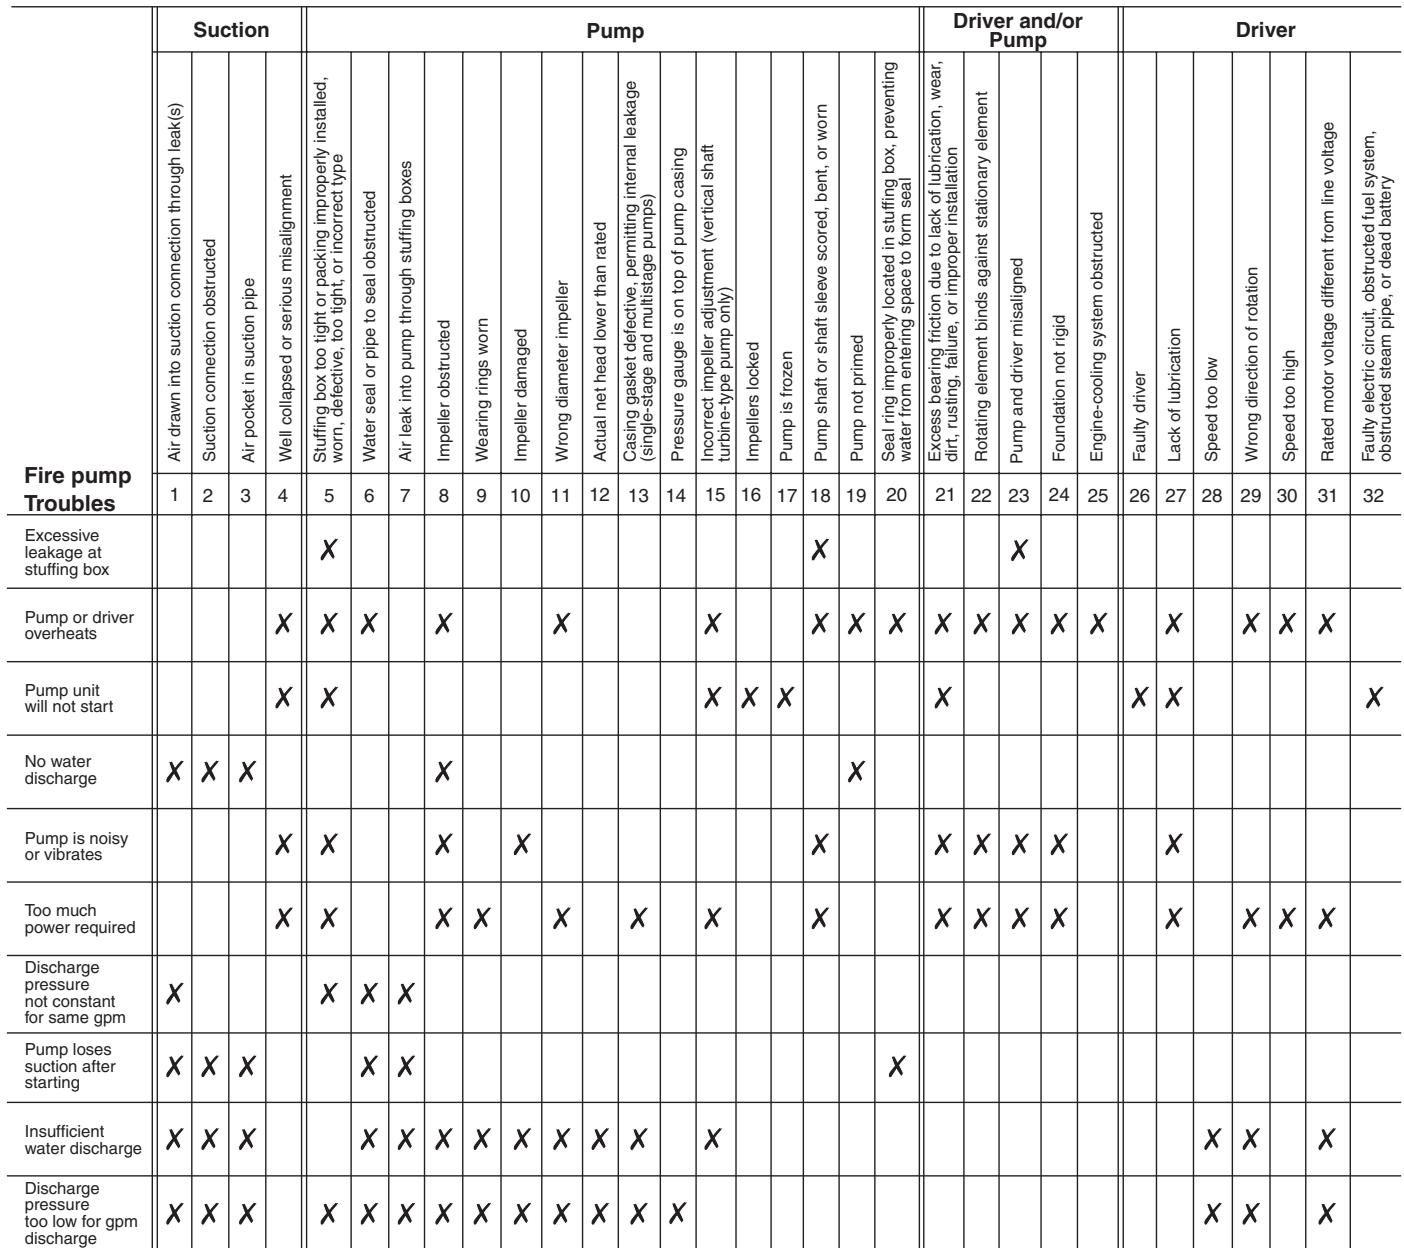 Suction
Pump
Driver and/or
Pump
Driver
Fire pump
Troubles
Air drawn into suction connection through leak(s)
Suction connection obstructed
Air pocket in suction pipe
Well collapsed or serious misalignment
Stuffing box too tight or packing improperly installed,
worn, defective, too tight, or incorrect type
Water seal or pipe to seal obstructed
Air leak into pump through stuffing boxes
Impeller obstructed
Wearing rings worn
Impeller damaged
Wrong diameter impeller
Actual net head lower than rated
Casing gasket defective, permitting internal leakage
(single-stage and multistage pumps)
Pressure gauge is on top of pump casing
Incorrect impeller adjustment (vertical shaft
turbine-type pump only)
Impellers locked
Pump is frozen
Pump shaft or shaft sleeve scored, bent, or worn
Pump not primed
Seal ring improperly located in stuffing box, preventing
water from entering space to form seal
Excess bearing friction due to lack of lubrication, wear,
dirt, rusting, failure, or improper installation
Rotating element binds against stationary element
Pump and driver misaligned
Foundation not rigid
Engine-cooling system obstructed
Faulty driver
Lack of lubrication
Speed too low
Wrong direction of rotation
Speed too high
Rated motor voltage different from line voltage
Faulty electric circuit, obstructed fuel system,
obstructed steam pipe, or dead battery
1 2 3 4 5 6 7 8 9 10 11 12 13 14 15 16 17 18 19 20 21 22 23 24 25 26 27 28 29 30 31 32
Excessive
leakage at
stuffing box
X X X
Pump or driver
overheats
X X X X X X X X X X X X X X X X X X
Pump unit
will not start
X X X X X X X X X
No water
discharge
X X X X X
Pump is noisy
or vibrates
X X X X X X X X X X
Too much
power required
X X X X X X X X X X X X X X X X
Discharge
pressure
not constant
for same gpm
X X X X
Pump loses
suction after
starting
X X X X X X
Insufficient
water discharge
X X X X X X X X X X X X X X X
Discharge
pressure
too low for gpm
discharge
X X X X X X X X X X X X X X X X